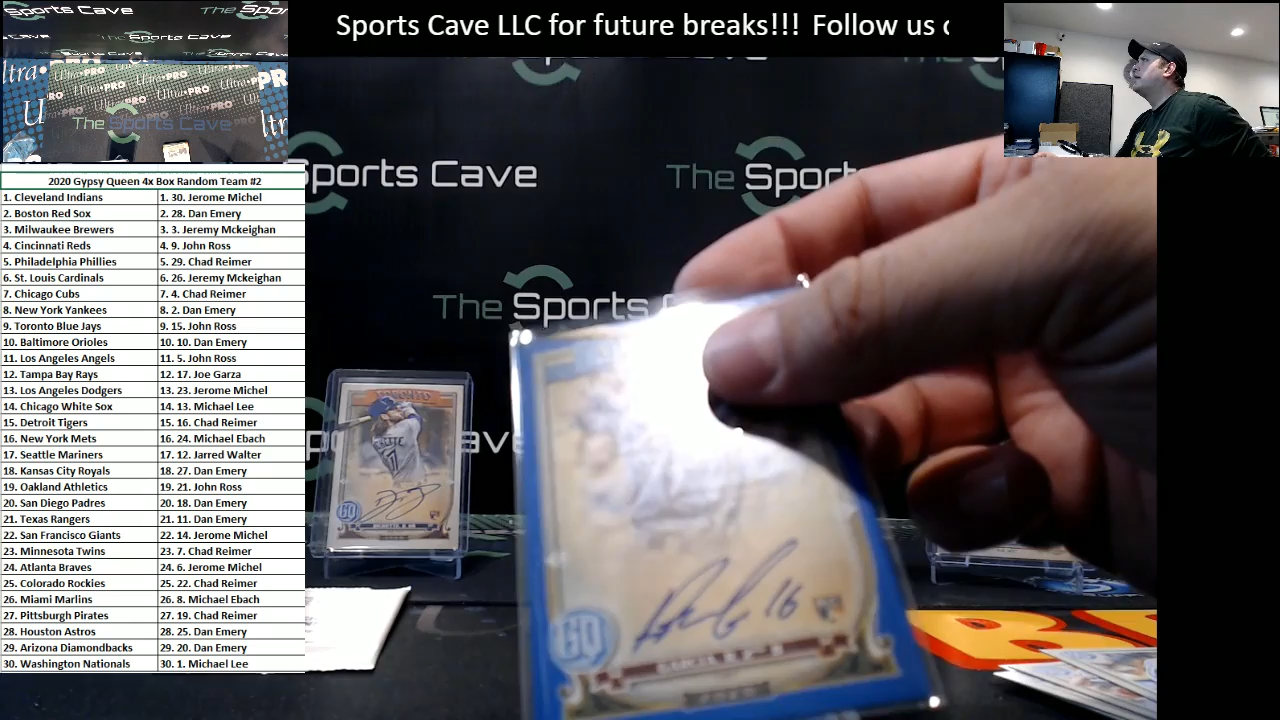 Sports Cave LLC for future breaks!!! Follow us
The Sports
Ultra•PRO
The Sports Cave
2020 Gypsy Queen 4x Box Random Team #2
1. Cleveland Indians 1. 30. Jerome Michel
2. Boston Red Sox 2. 28. Dan Emery
3. Milwaukee Brewers 3. 3. Jeremy Mckeighan
4. Cincinnati Reds 4. 9. John Ross
5. Philadelphia Phillies 5. 29. Chad Reimer
6. St. Louis Cardinals 6. 26. Jeremy Mckeighan
7. Chicago Cubs 7. 4. Chad Reimer
8. New York Yankees 8. 2. Dan Emery
9. Toronto Blue Jays 9. 15. John Ross
10. Baltimore Orioles 10. 10. Dan Emery
11. Los Angeles Angels 11. 5. John Ross
12. Tampa Bay Rays 12. 17. Joe Garza
13. Los Angeles Dodgers 13. 23. Jerome Michel
14. Chicago White Sox 14. 13. Michael Lee
15. Detroit Tigers 15. 16. Chad Reimer
16. New York Mets 16. 24. Michael Ebach
17. Seattle Mariners 17. 12. Jarred Walter
18. Kansas City Royals 18. 27. Dan Emery
19. Oakland Athletics 19. 21. John Ross
20. San Diego Padres 20. 18. Dan Emery
21. Texas Rangers 21. 11. Dan Emery
22. San Francisco Giants 22. 14. Jerome Michel
23. Minnesota Twins 23. 7. Chad Reimer
24. Atlanta Braves 24. 6. Jerome Michel
25. Colorado Rockies 25. 22. Chad Reimer
26. Miami Marlins 26. 8. Michael Ebach
27. Pittsburgh Pirates 27. 19. Chad Reimer
28. Houston Astros 28. 25. Dan Emery
29. Arizona Diamondbacks 29. 20. Dan Emery
30. Washington Nationals 30. 1. Michael Lee
Sports Cave
The Sport
The Sports
TORONTO
17
GQ
16
GQ
2020